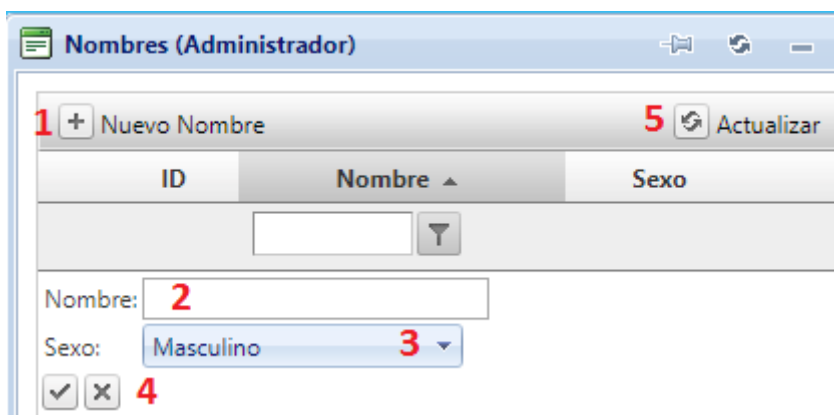 Nombres (Administrador)
1 + Nuevo Nombre 5 Actualizar
ID Nombre Sexo
Nombre: 2
Sexo: Masculino 3
4